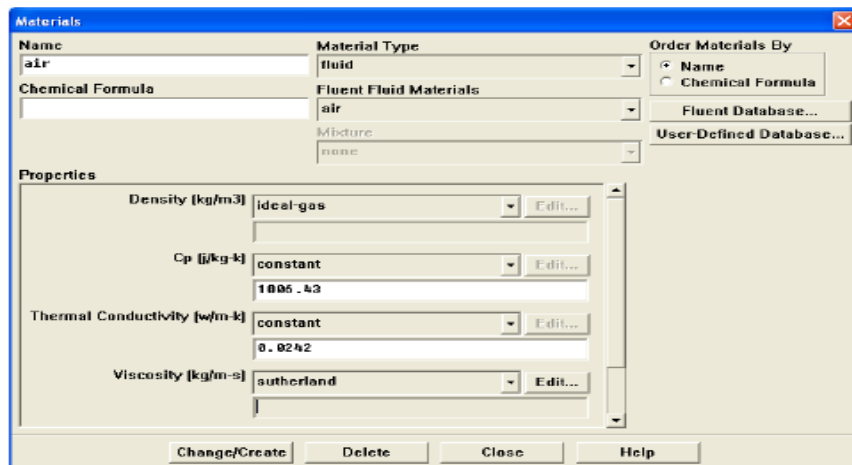 Materials
Name
air
Chemical Formula
Material Type
fluid
Fluent Fluid Materials
air
Mixture
none
Order Materials By
Name
Chemical Formula
Fluent Database...
User-Defined Database...
Properties
Density (kg/m3) ideal-gas Edit...
Cp (j/kg-k) constant Edit...
1006.43
Thermal Conductivity (w/m-k) constant Edit...
0.0242
Viscosity (kg/m-s) sutherland Edit...
Change/Create Delete Close Help